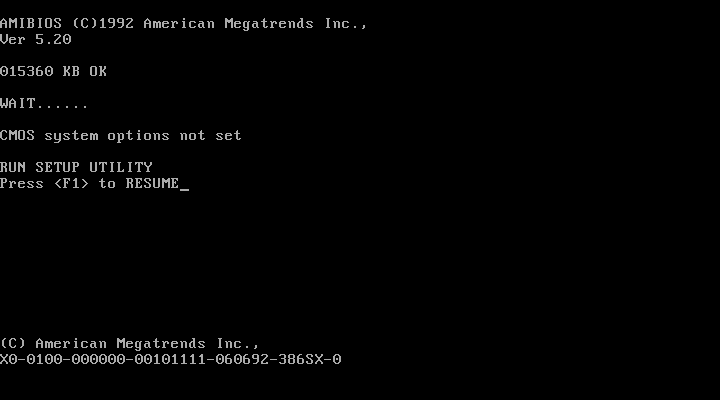 AMIBIOS (C)1992 American Megatrends Inc.,
Ver 5.20
015360 KB OK
WAIT......
CMOS system options not set
RUN SETUP UTILITY
Press <F1> to RESUME_
(C) American Megatrends Inc.,
X0-0100-000000-00101111-060692-386SX-0